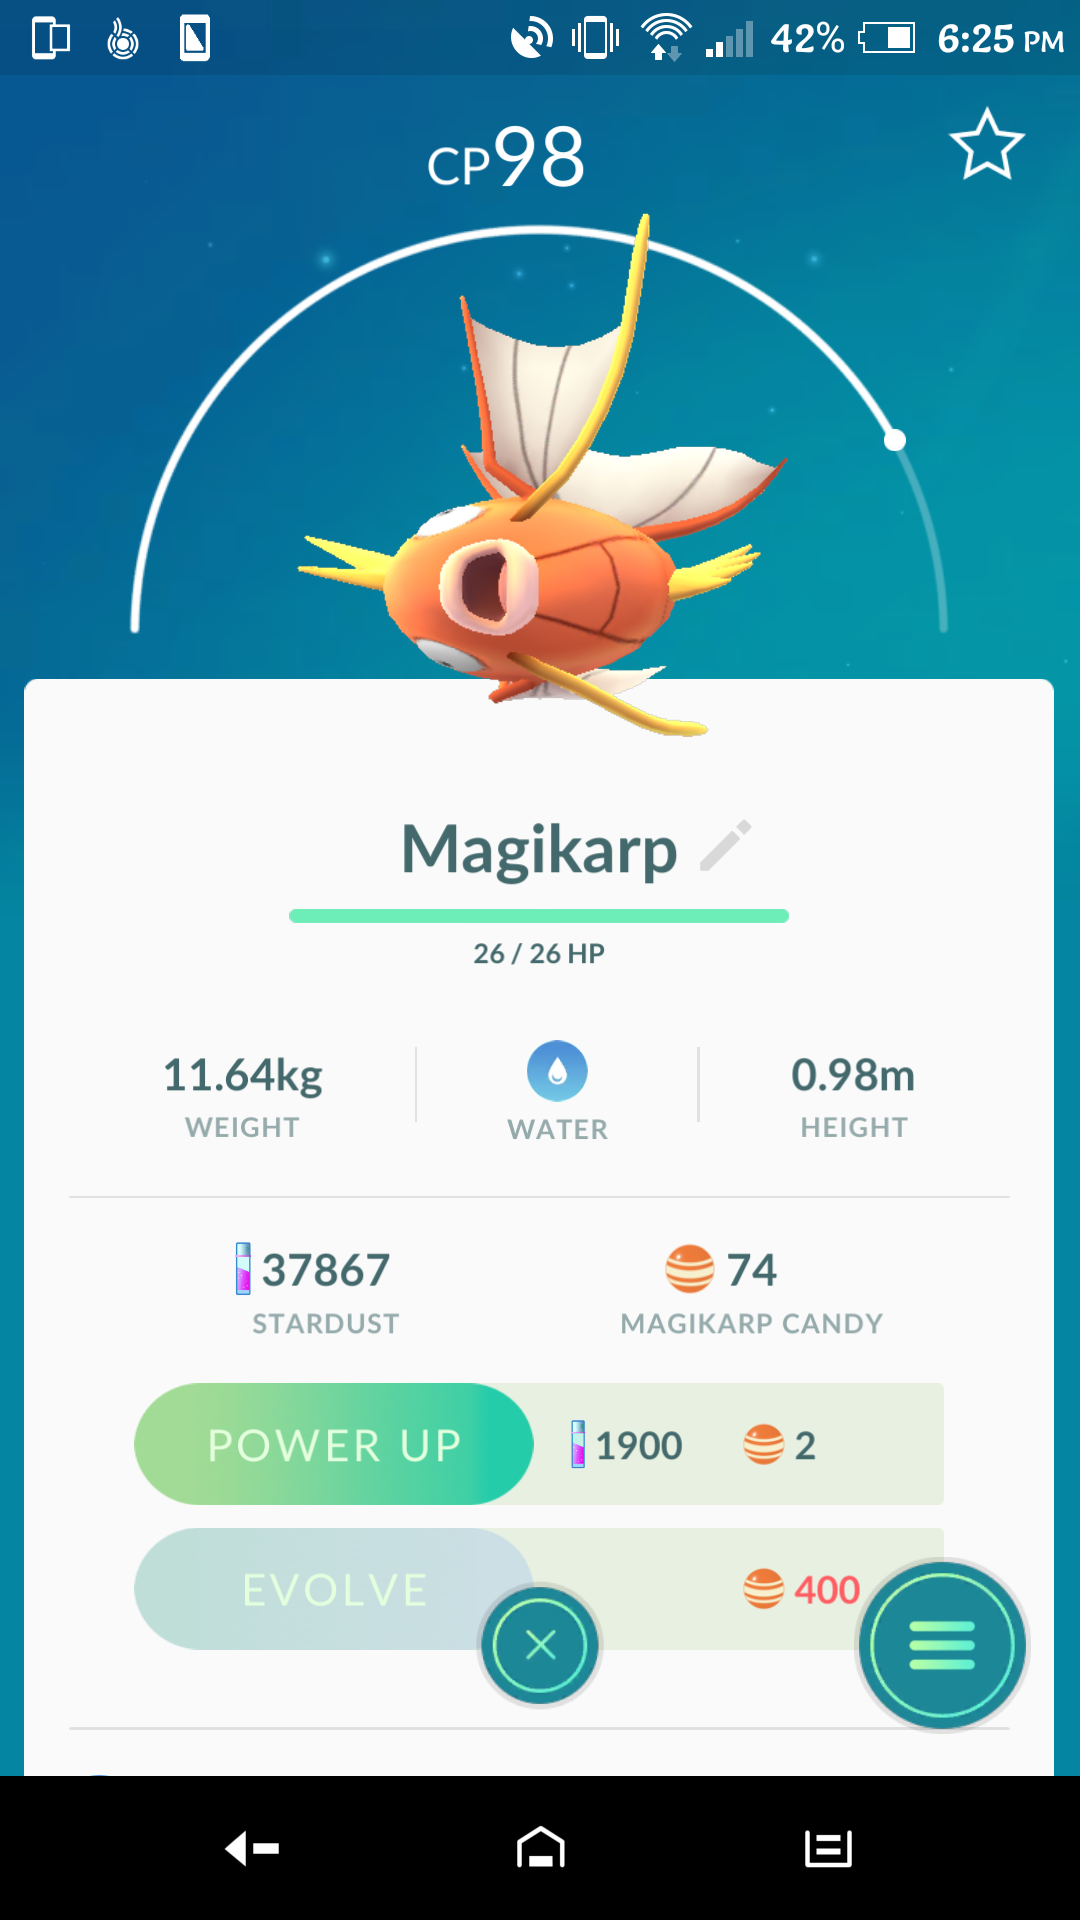 42% 6:25 PM
CP98
Magikarp
26 / 26 HP
11.64kg
WEIGHT
WATER
0.98m
HEIGHT
37867
STARDUST
74
MAGIKARP CANDY
POWER UP 1900 2
EVOLVE 400